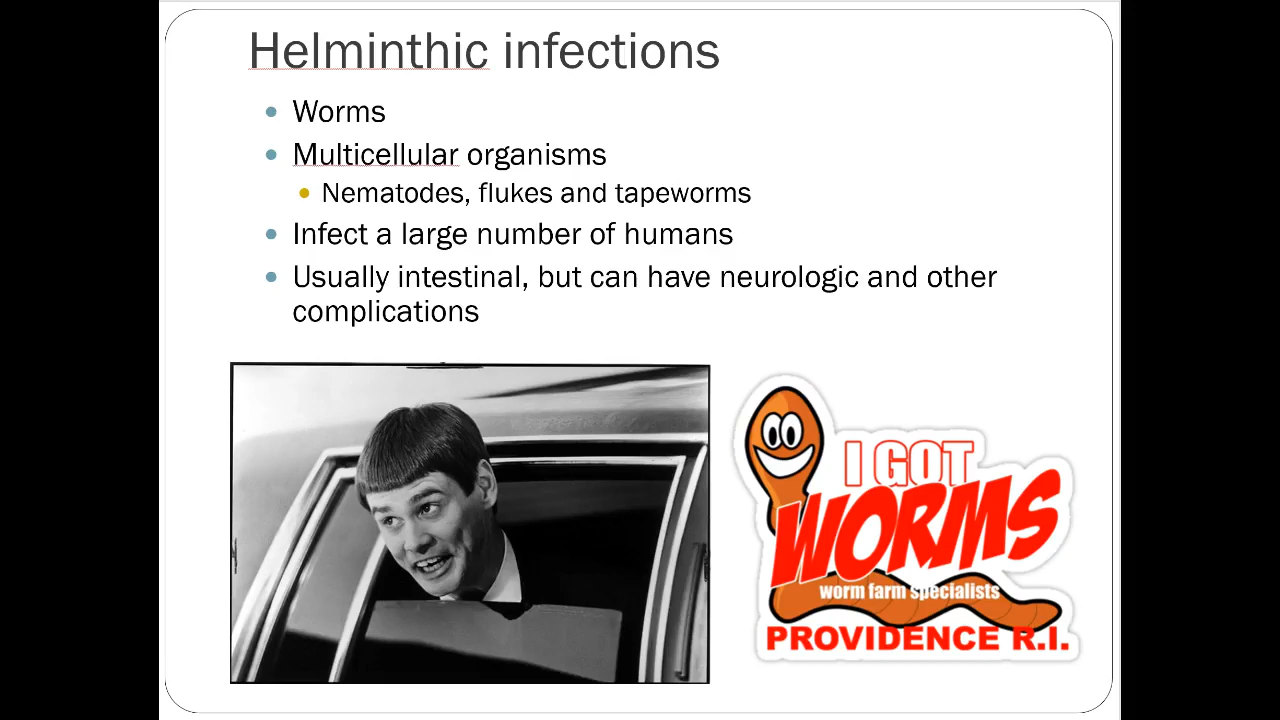 Helminthic infections
Worms
Multicellular organisms
Nematodes, flukes and tapeworms
Infect a large number of humans
Usually intestinal, but can have neurologic and other
complications
I GOT
WORMS
worm farm specialists
PROVIDENCE R.I.